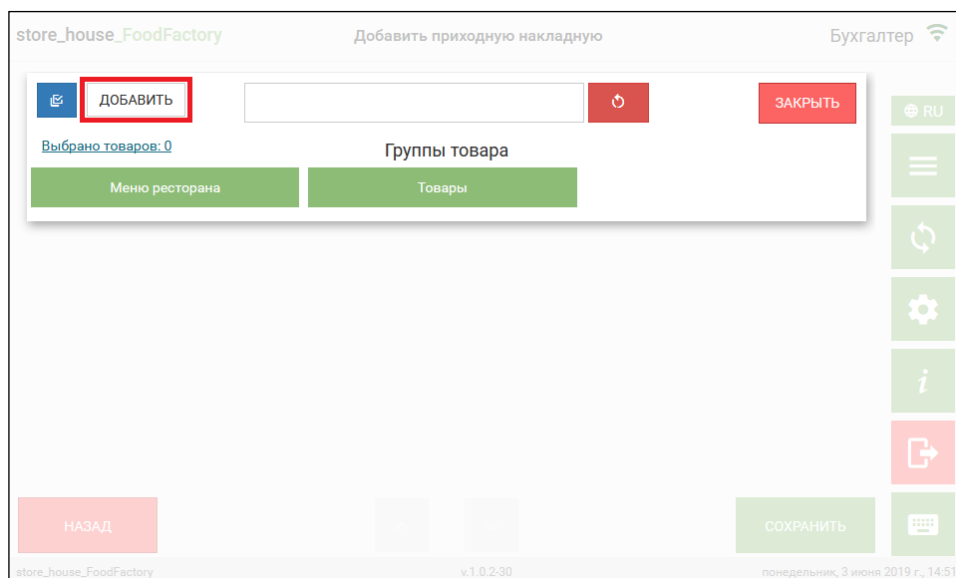 store_house_FoodFactory Добавить приходную накладную Бухгалтер
ДОБАВИТЬ ЗАКРЫТЬ
RU
Выбрано товаров: 0 Группы товара
Меню ресторана Товары
НАЗАД < > СОХРАНИТЬ
store_house_FoodFactory v.1.0.2-30 понедельник, 3 июня 2019 г., 14:51